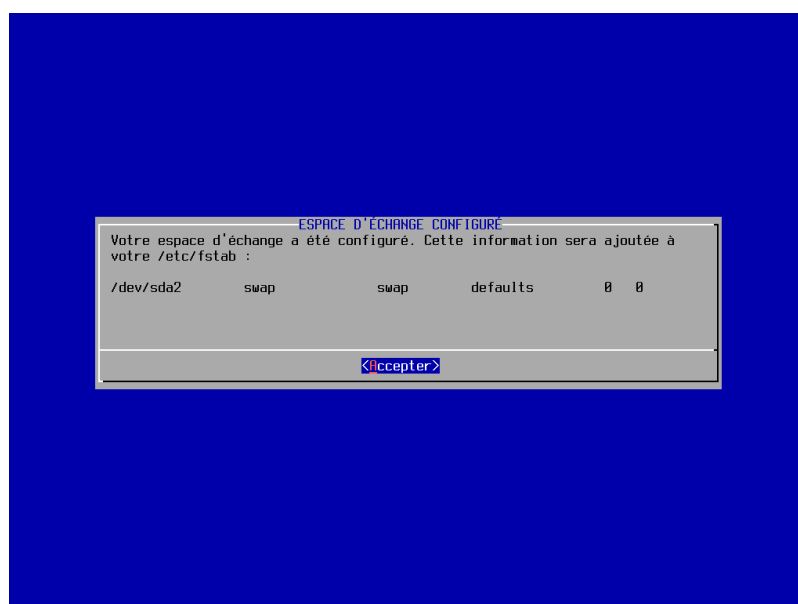 ESPACE D'ÉCHANGE CONFIGURÉ
Votre espace d'échange a été configuré. Cette information sera ajoutée à
votre /etc/fstab :
/dev/sda2 swap swap defaults 0 0
<Accepter>